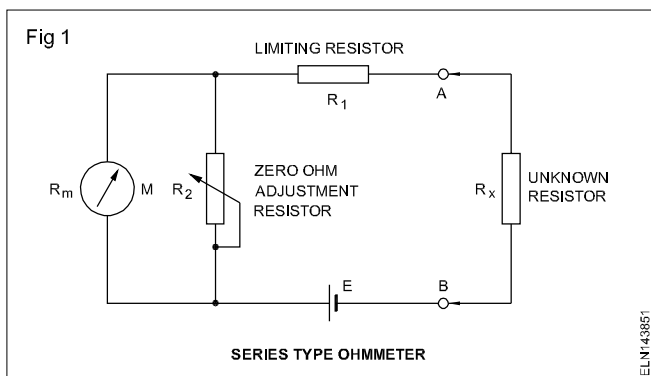 Fig 1
LIMITING RESISTOR
R1
A
Rm
M
R2
ZERO OHM
ADJUSTMENT
RESISTOR
Rx
UNKNOWN
RESISTOR
E
B
SERIES TYPE OHMMETER
ELN143851